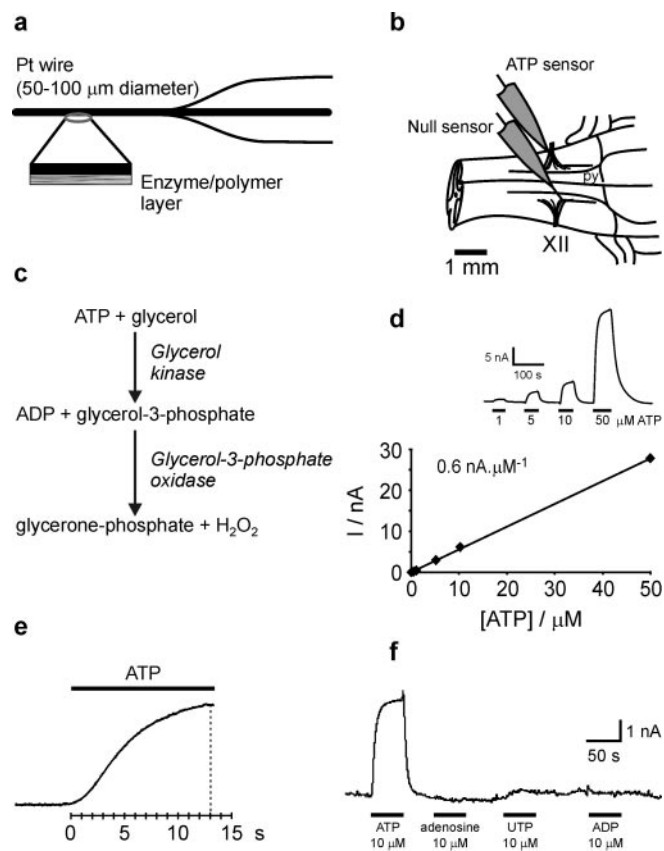 a
Pt wire
(50-100 μm diameter)
Enzyme/polymer
layer
b
ATP sensor
Null sensor
py
XII
1 mm
c
ATP + glycerol
Glycerol
kinase
ADP + glycerol-3-phosphate
Glycerol-3-phosphate
oxidase
glycerone-phosphate + H₂O₂
d
5 nA
100 s
1 5 10 50 μM ATP
0.6 nA.μM⁻¹
30
20
10
0
I / nA
0 10 20 30 40 50
[ATP] / μM
e
ATP
0 5 10 15 s
f
1 nA
50 s
ATP adenosine UTP ADP
10 μM 10 μM 10 μM 10 μM